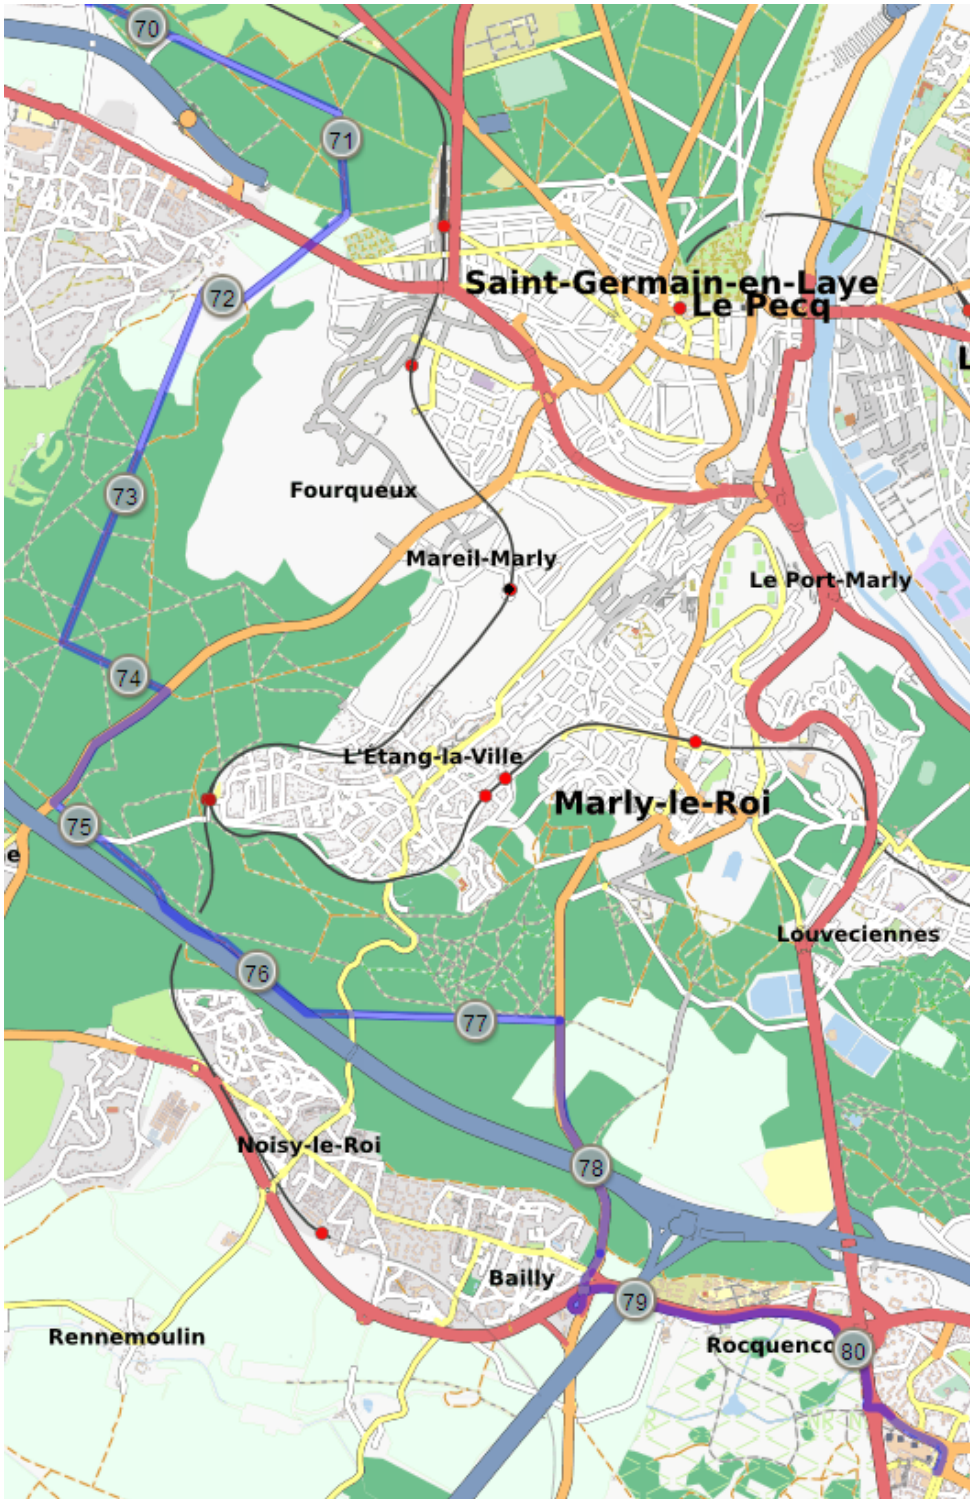 70
71
72
Saint-Germain-en-Laye
Le Pecq
L
73
Fourqueux
Mareil-Marly
Le Port-Marly
74
L'Etang-la-Ville
Marly-le-Roi
75
e
Louveciennes
76
77
Noisy-le-Roi
78
Bailly
79
Rennemoulin
Rocquenc
80